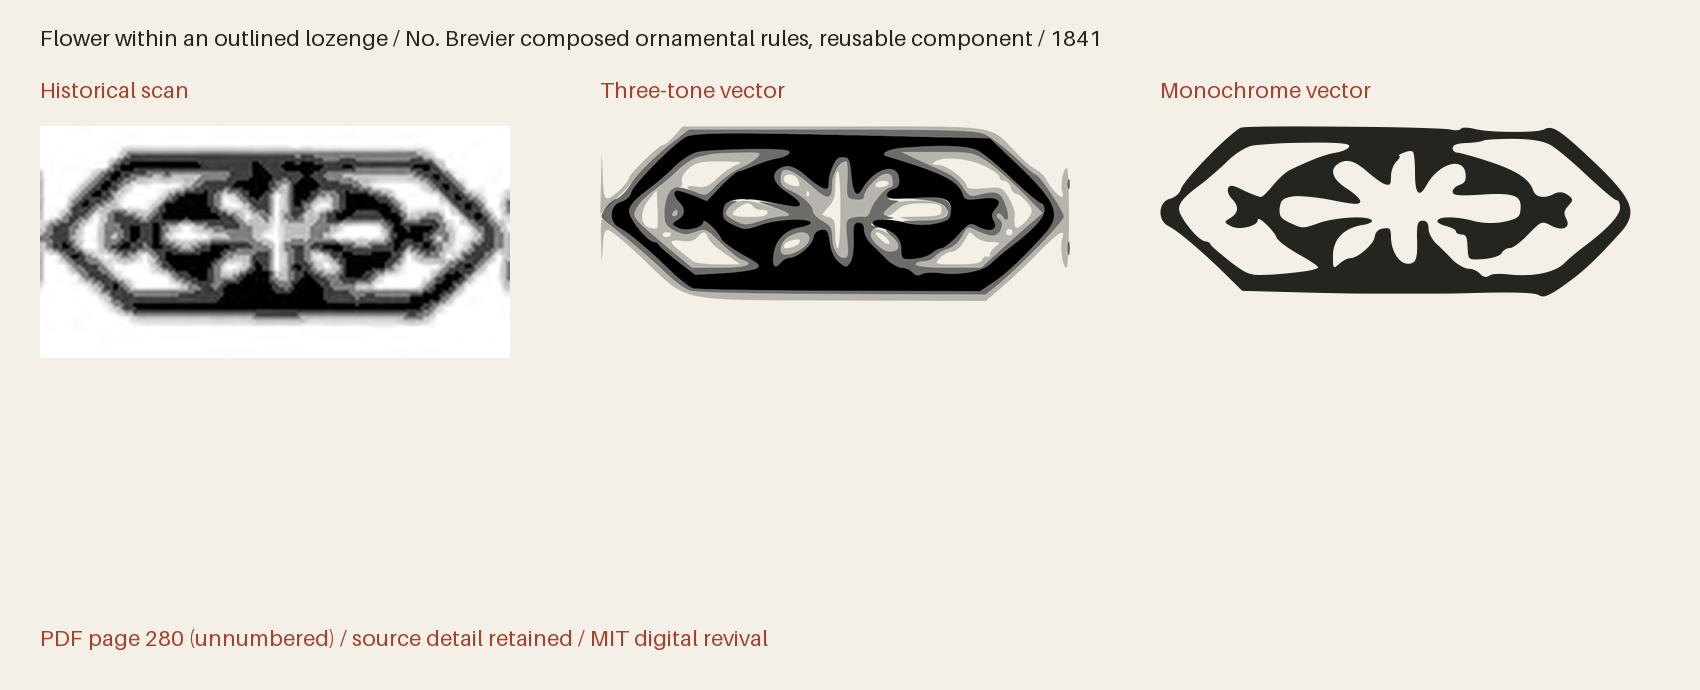 Flower within an outlined lozenge / No. Brevier composed ornamental rules, reusable component / 1841
Historical scan
Three-tone vector
Monochrome vector
PDF page 280 (unnumbered) / source detail retained / MIT digital revival